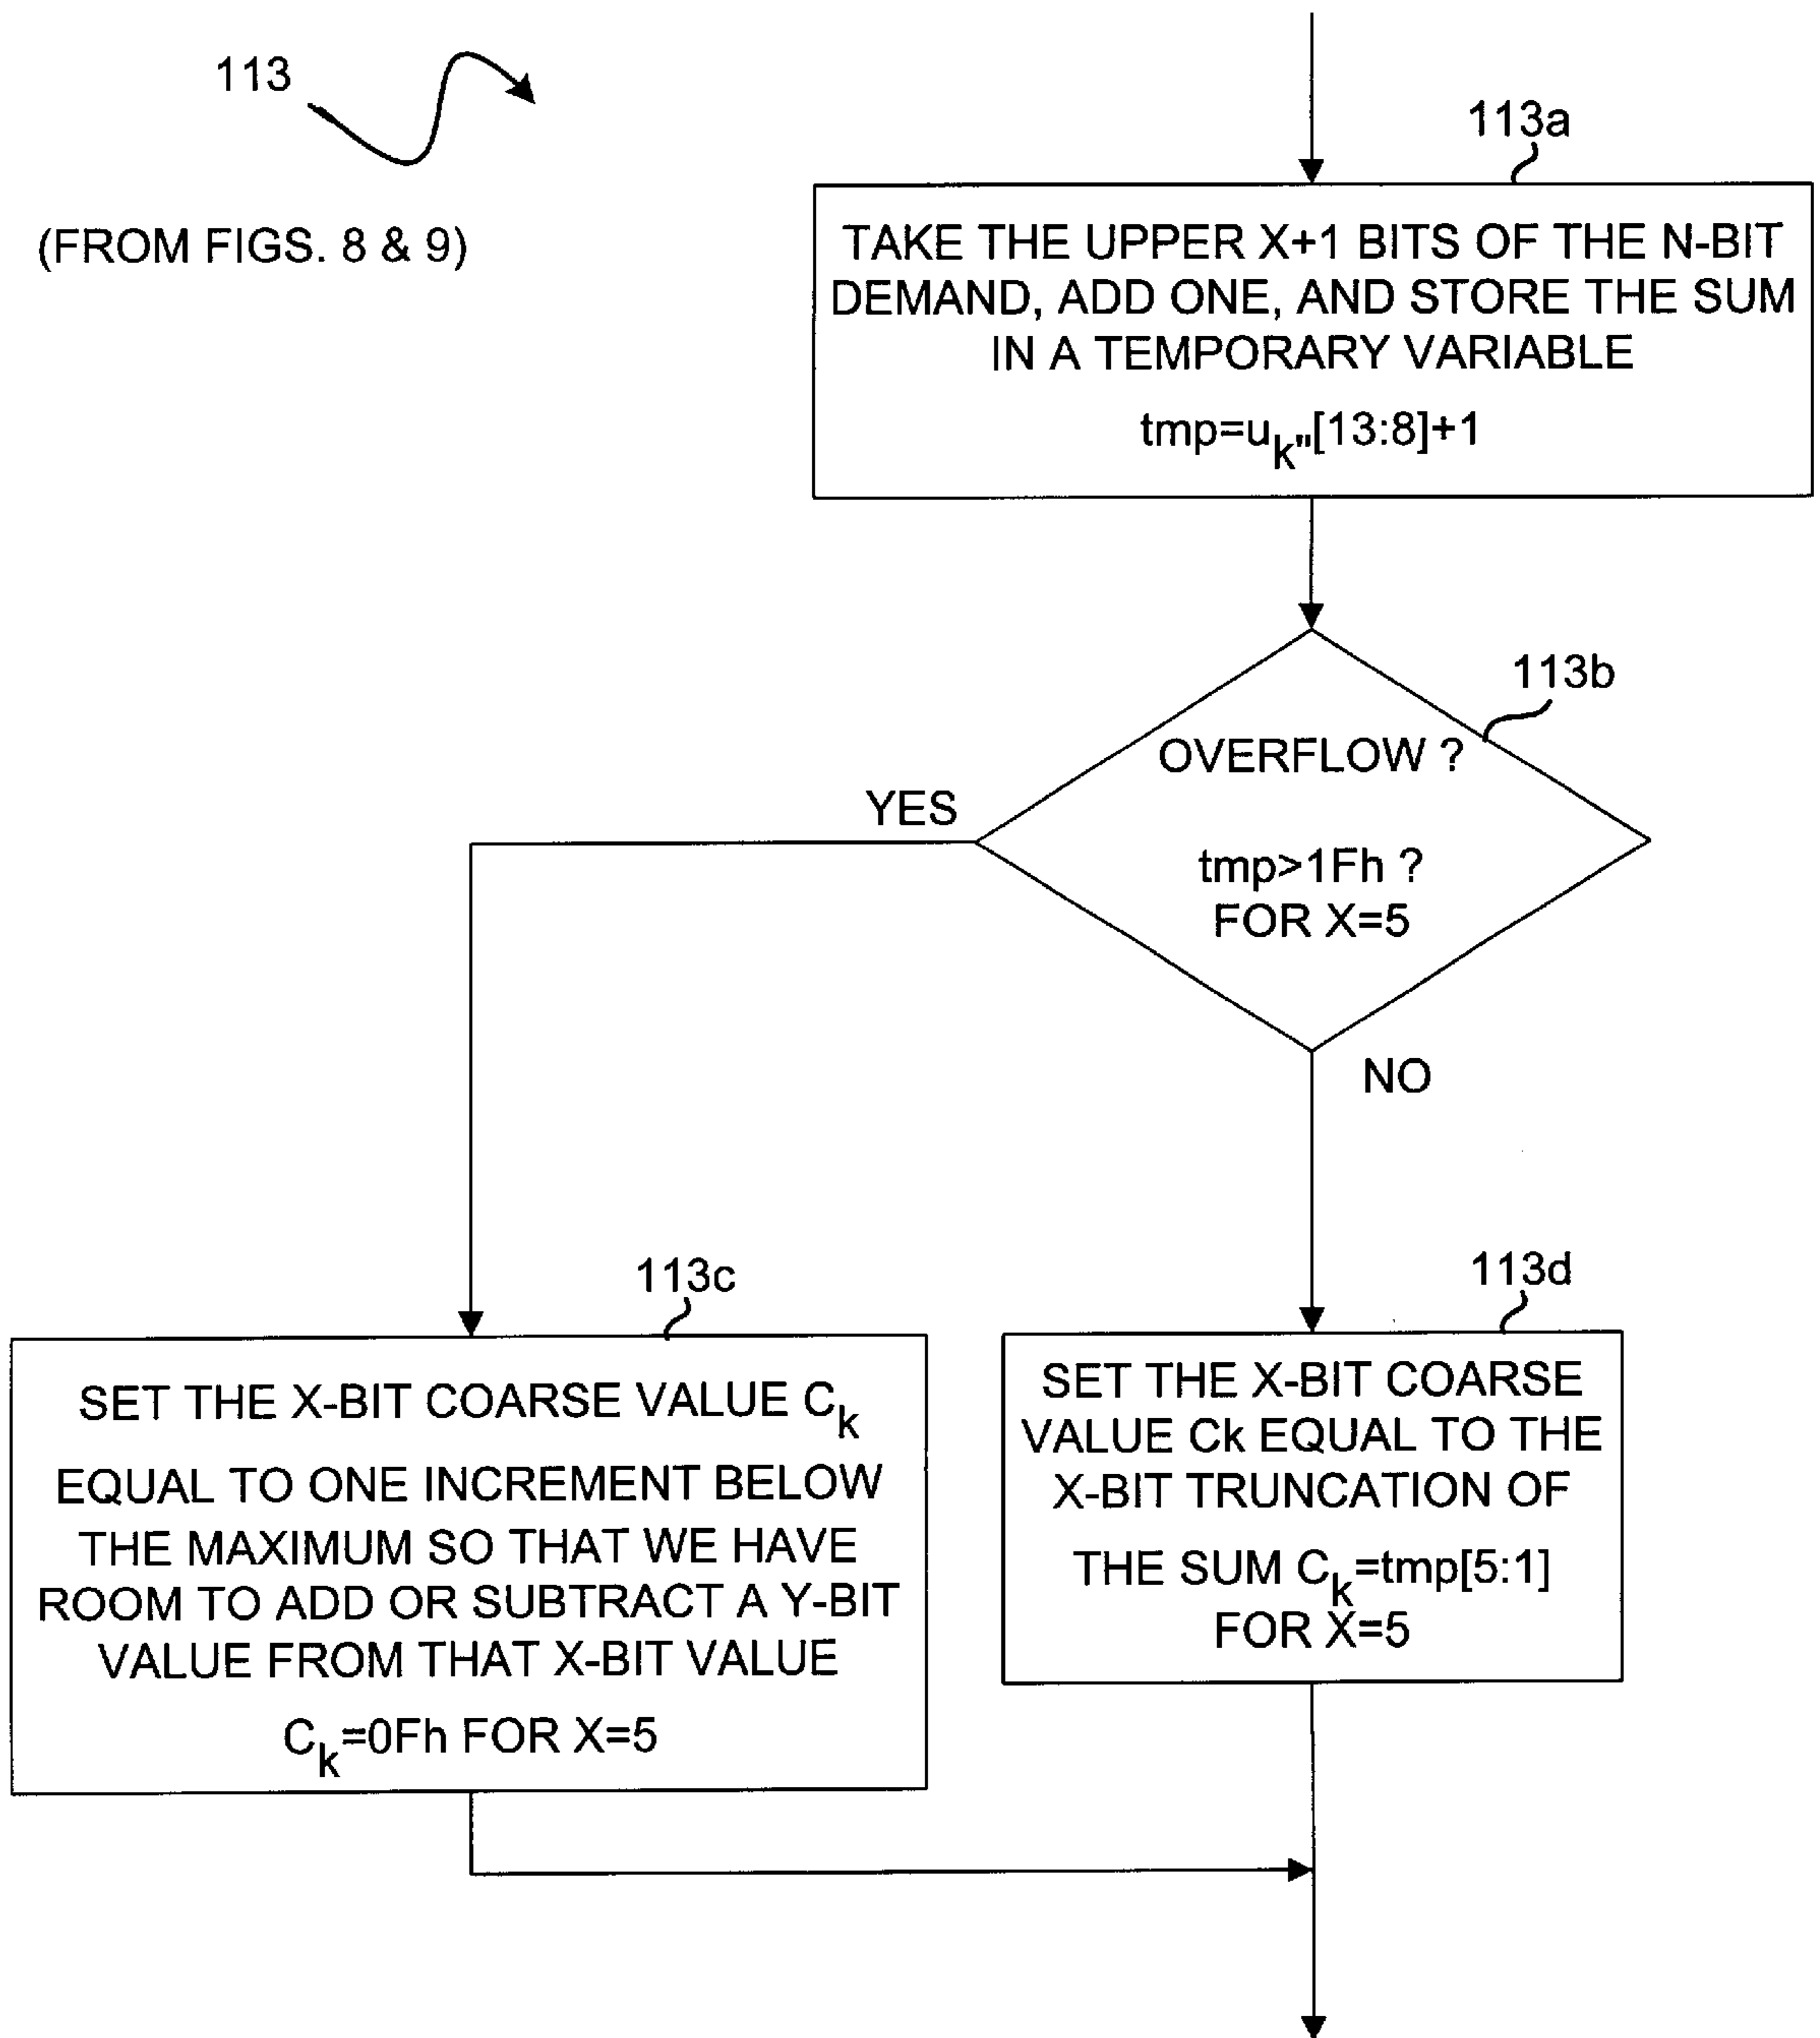 113
(FROM FIGS. 8 & 9)
113a
TAKE THE UPPER X+1 BITS OF THE N-BIT
DEMAND, ADD ONE, AND STORE THE SUM
IN A TEMPORARY VARIABLE
tmp=uk"[13:8]+1
113b
OVERFLOW ?
tmp>1Fh ?
FOR X=5
YES
NO
113c
SET THE X-BIT COARSE VALUE Ck
EQUAL TO ONE INCREMENT BELOW
THE MAXIMUM SO THAT WE HAVE
ROOM TO ADD OR SUBTRACT A Y-BIT
VALUE FROM THAT X-BIT VALUE
Ck=0Fh FOR X=5
113d
SET THE X-BIT COARSE
VALUE Ck EQUAL TO THE
X-BIT TRUNCATION OF
THE SUM Ck=tmp[5:1]
FOR X=5